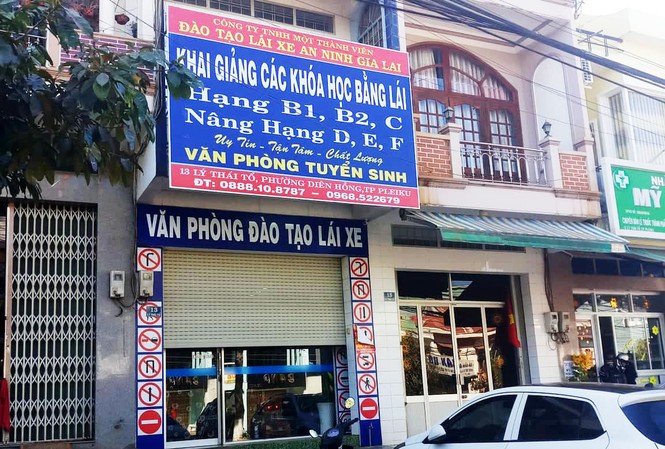 CÔNG TY TNHH MỘT THÀNH VIÊN
ĐÀO TẠO LÁI XE AN NINH GIA LAI
KHAI GIẢNG CÁC KHÓA HỌC BẰNG LÁI
Hạng B1, B2, C
Nâng Hạng D, E, F
Uy Tín - Tận Tâm - Chất Lượng
VĂN PHÒNG TUYỂN SINH
13 LÝ THÁI TỔ, PHƯỜNG DIÊN HỒNG, TP PLEIKU
ĐT: 0888.10.8787 - 0968.522679
VĂN PHÒNG ĐÀO TẠO LÁI XE
13
NH
MỸ